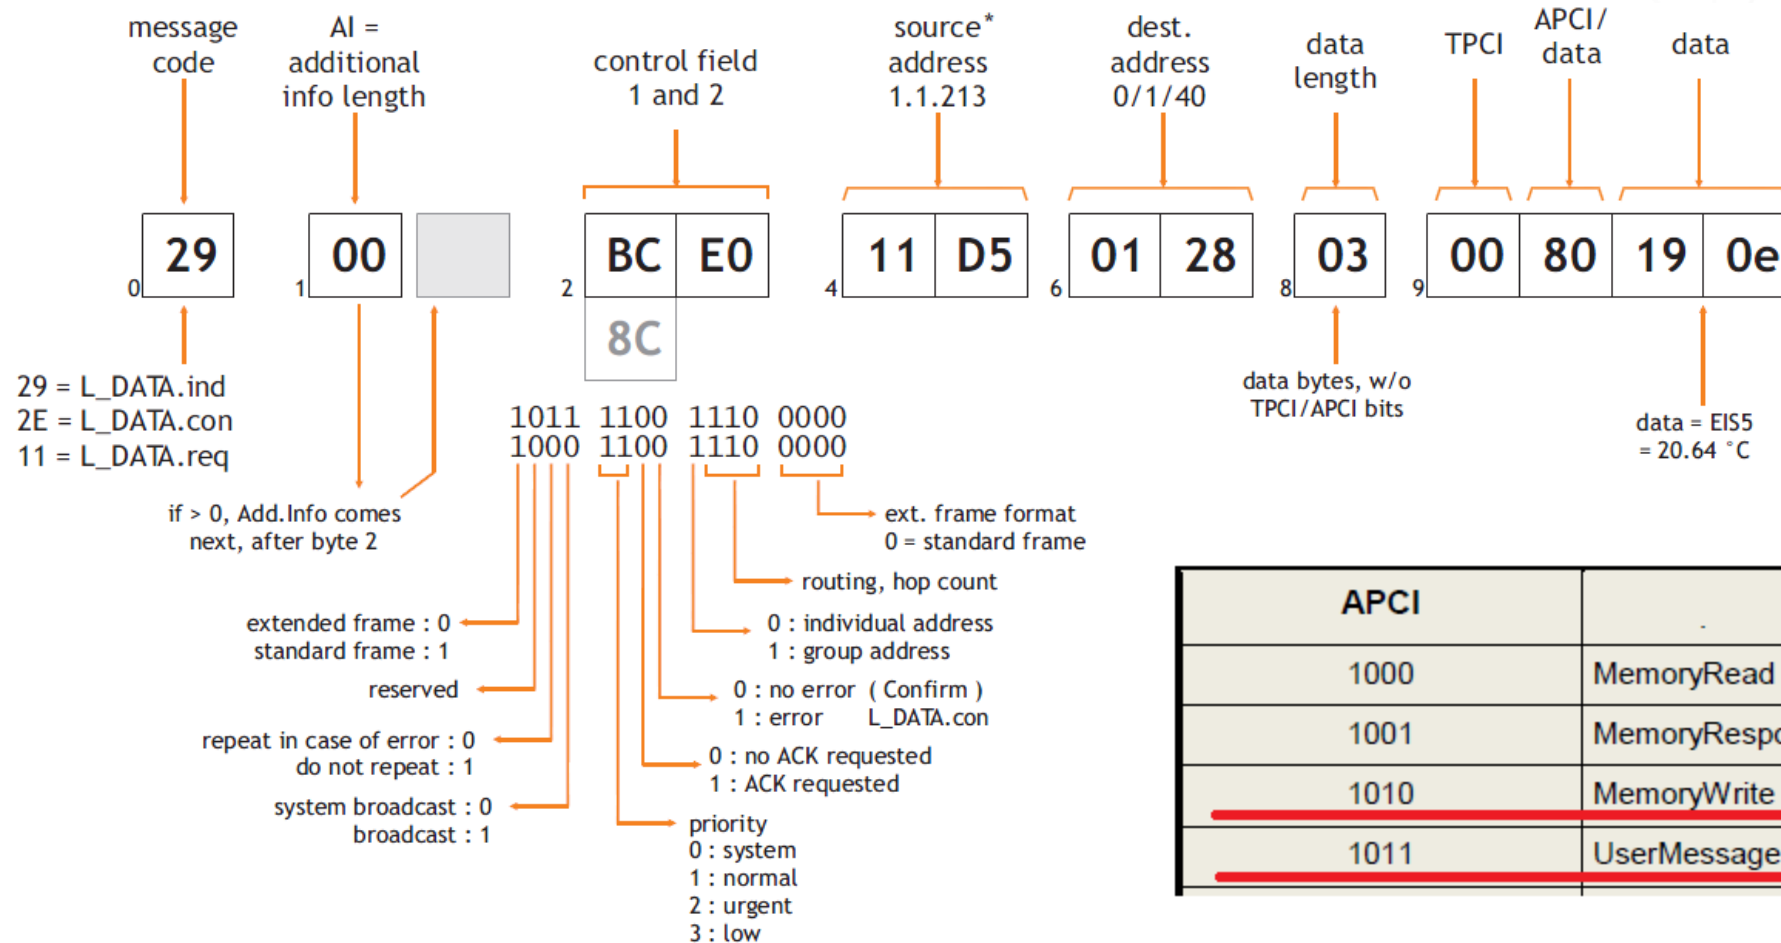 message
code
AI =
additional
info length
control field
1 and 2
source*
address
1.1.213
dest.
address
0/1/40
data
length
TPCI
APCI/
data
data
29
00
BC E0
11 D5
01 28
03
00 80 19 0e
0
1
2
4
6
8
9
8C
29 = L_DATA.ind
2E = L_DATA.con
11 = L_DATA.req
data bytes, w/o
TPCI/APCI bits
data = EIS5
= 20.64 °C
1011 1100 1110 0000
1000 1100 1110 0000
if > 0, Add.Info comes
next, after byte 2
ext. frame format
0 = standard frame
routing, hop count
extended frame : 0
standard frame : 1
0 : individual address
1 : group address
reserved
0 : no error ( Confirm )
1 : error L_DATA.con
repeat in case of error : 0
do not repeat : 1
0 : no ACK requested
1 : ACK requested
system broadcast : 0
broadcast : 1
priority
0 : system
1 : normal
2 : urgent
3 : low
APCI
1000 MemoryRead
1001 MemoryRespo
1010 MemoryWrite
1011 UserMessage